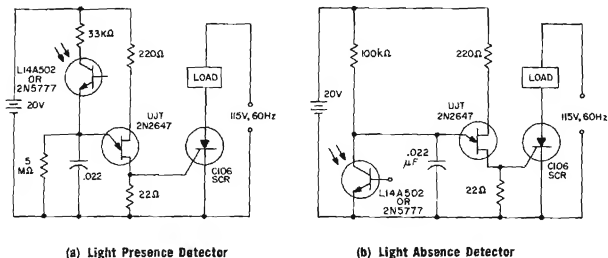 33KΩ
L14A502
OR
2N5777
20V
220Ω
LOAD
115V, 60Hz
UJT
2N2647
5
MΩ
.022
22Ω
C106
SCR
(a) Light Presence Detector
100kΩ
220Ω
LOAD
20V
UJT
2N2647
115V, 60Hz
.022
μF
L14A502
OR
2N5777
22Ω
C106
SCR
(b) Light Absence Detector